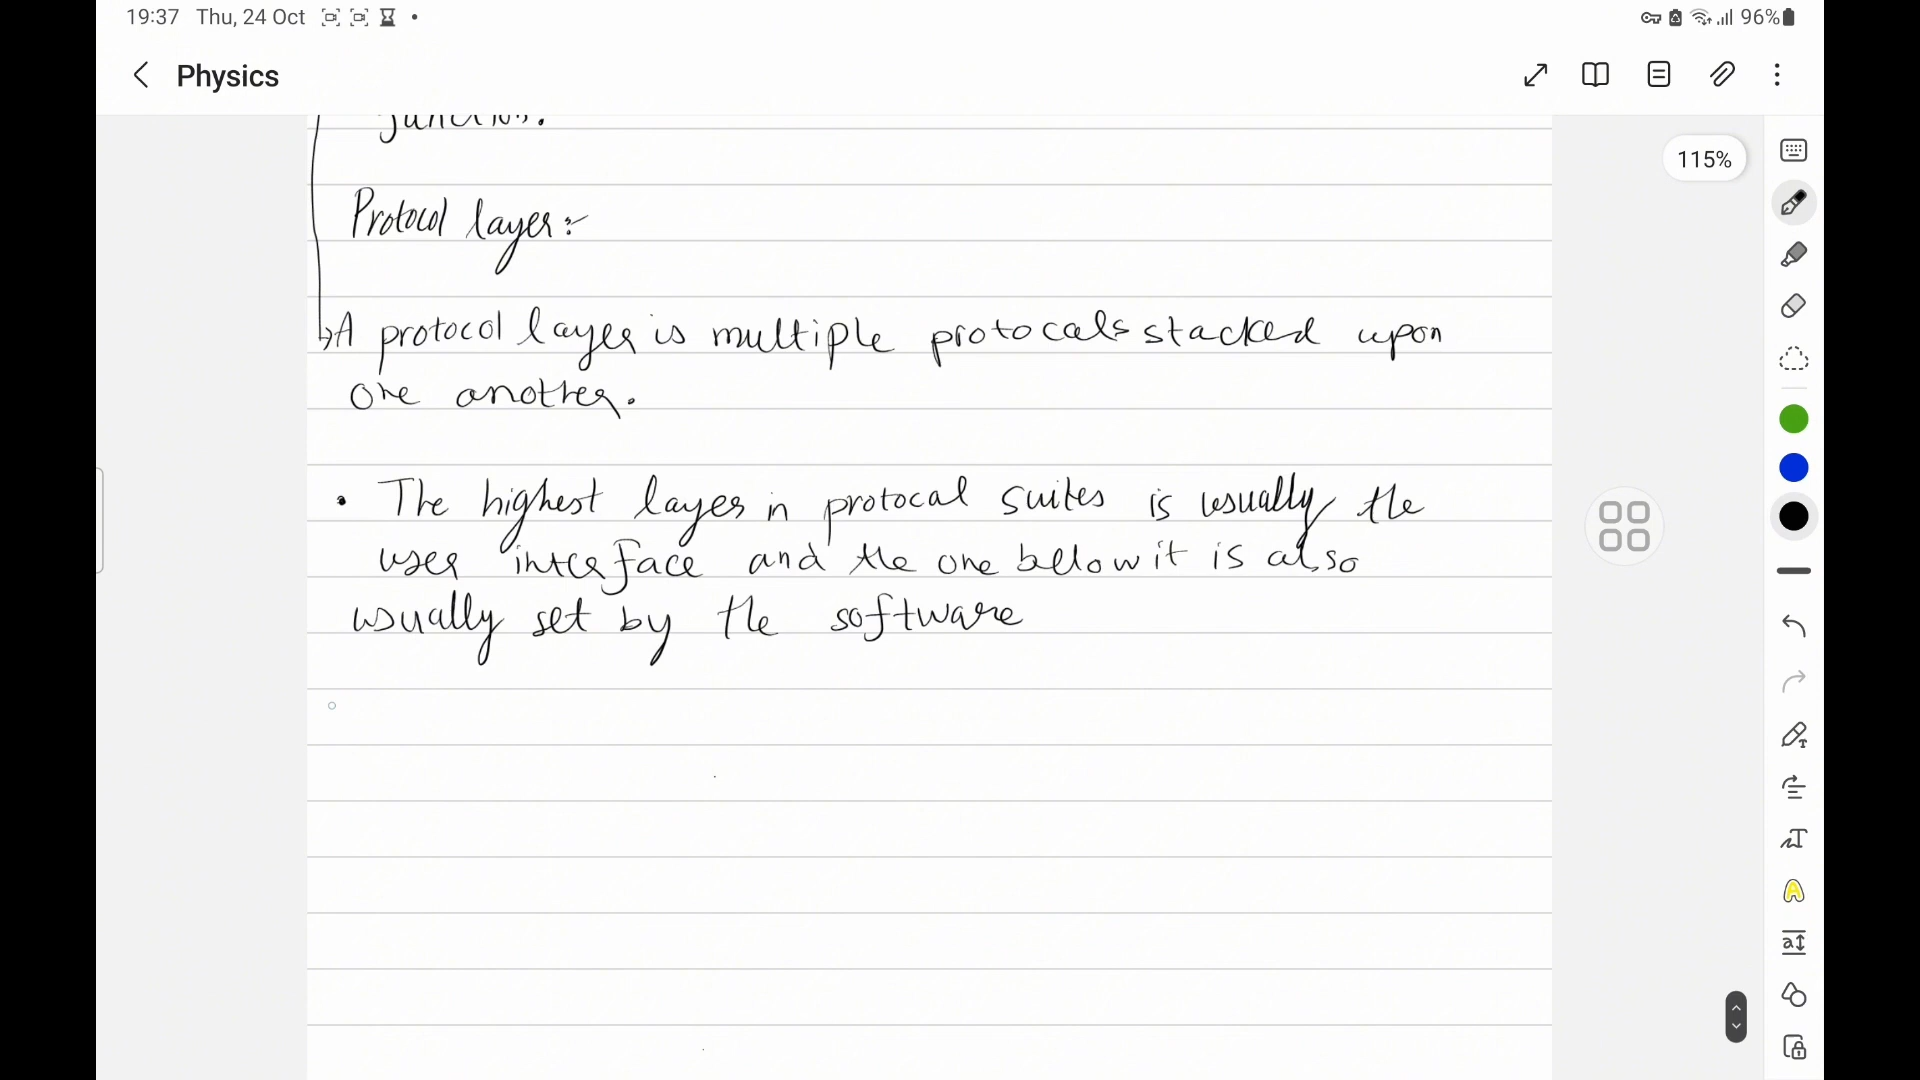 19:37 Thu, 24 Oct 96%
Physics
115%
Protocol layer:-
A protocol layer is multiple protocals stacked upon
one another.
• The highest layer in protocal suites is usually the
user interface and the one bellow it is also
usually set by the software